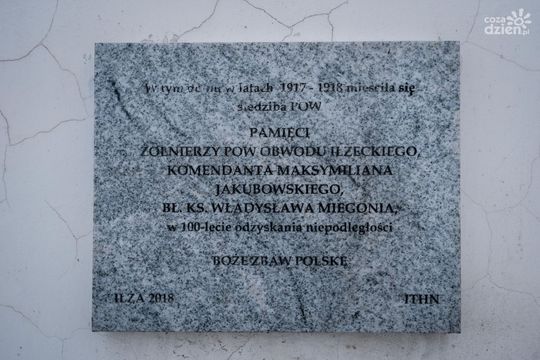 coza
dzien.pl
W tym domu w latach 1917 - 1918 mieściła się
siedziba POW
PAMIĘCI
ŻOŁNIERZY POW OBWODU IŁŻECKIEGO,
KOMENDANTA MAKSYMILIANA
JAKUBOWSKIEGO,
BŁ. KS. WŁADYSŁAWA MIEGONIA,
w 100-lecie odzyskania niepodległości
BOŻE ZBAW POLSKĘ
IŁŻA 2018
ITHN